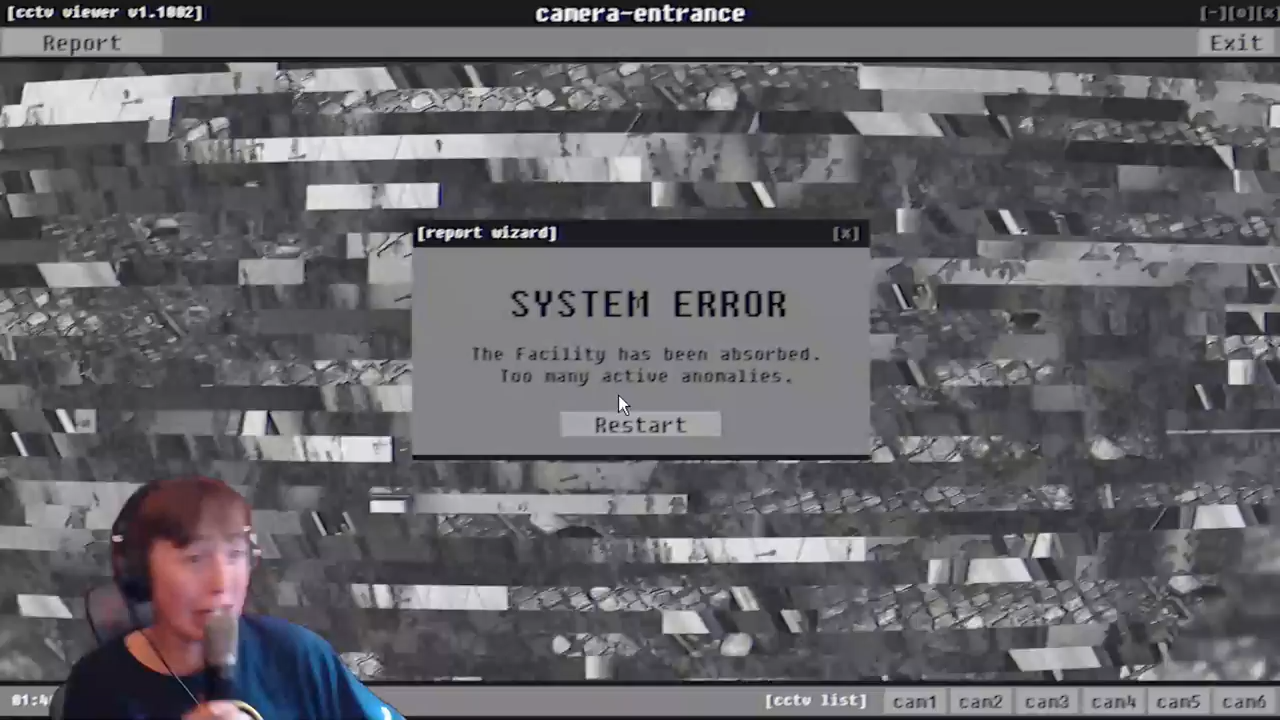 [cctv viewer v1.1802]
camera-entrance
[-][o][x]
Report
Exit
[report wizard]
[x]
SYSTEM ERROR
The Facility has been absorbed.
Too many active anomalies.
Restart
[cctv list]
cam1
cam2
cam3
cam4
cam5
cam6